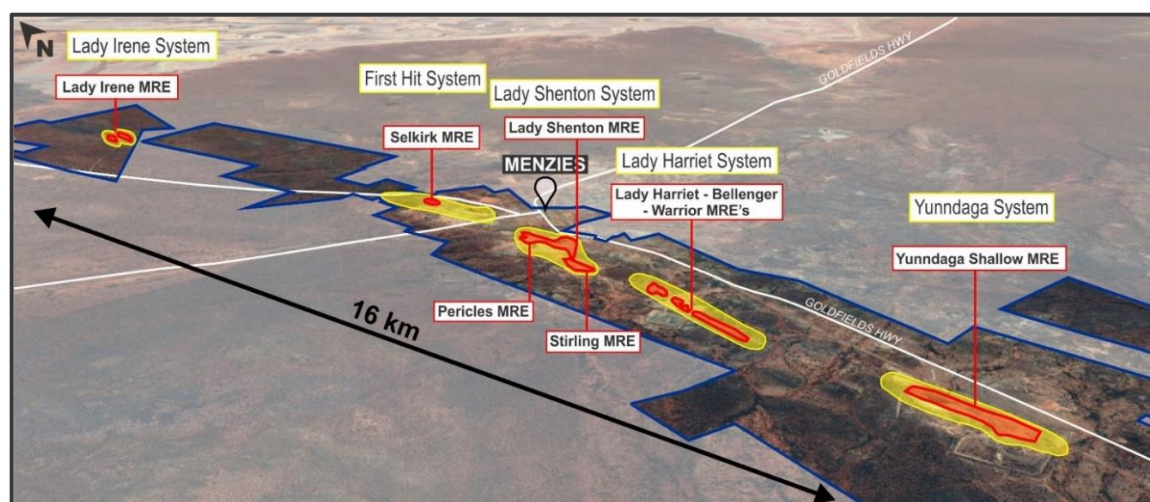 N
Lady Irene System
Lady Irene MRE
First Hit System
Selkirk MRE
Lady Shenton System
Lady Shenton MRE
MENZIES
GOLDFIELDS HWY
Lady Harriet System
Lady Harriet - Bellenger
- Warrior MRE's
Yunndaga System
Yunndaga Shallow MRE
Pericles MRE
Stirling MRE
GOLDFIELDS HWY
16 km